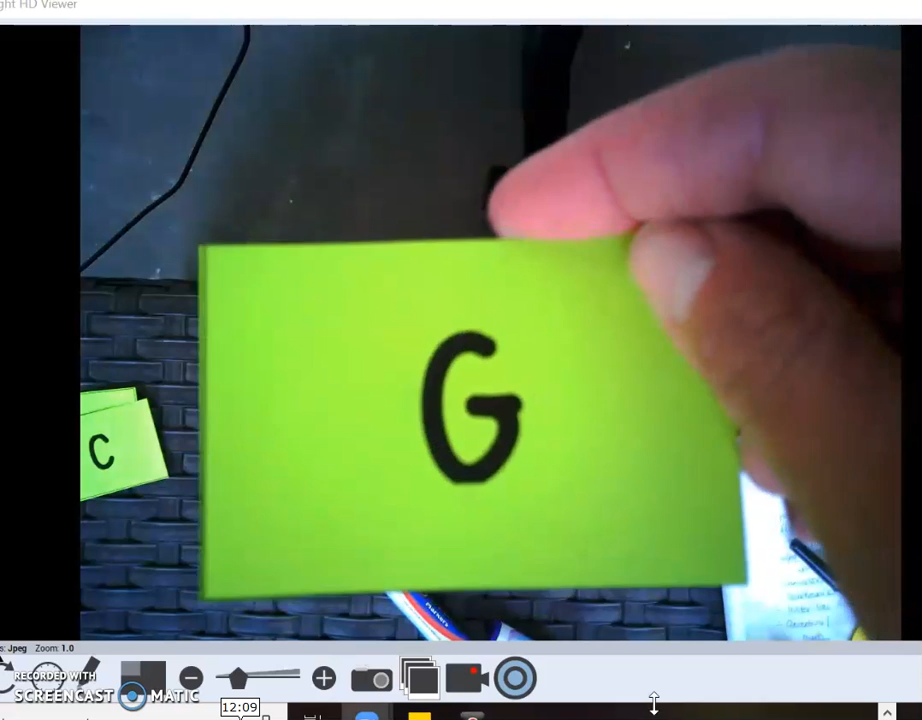 ght HD Viewer
G
C
s: Jpeg Zoom: 1.0
RECORDED WITH
SCREENCAST MATIC
12:09